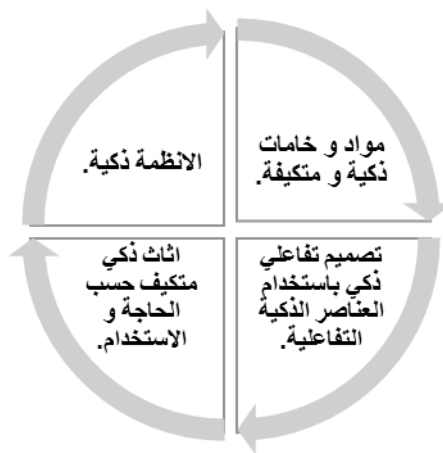 مواد و خامات
ذكية و متكيفة.
تصميم تفاعلي
ذكي باستخدام
العناصر الذكية
التفاعلية.
اثاث ذكي
متكيف حسب
الحاجة و
الاستخدام.
الانظمة ذكية.